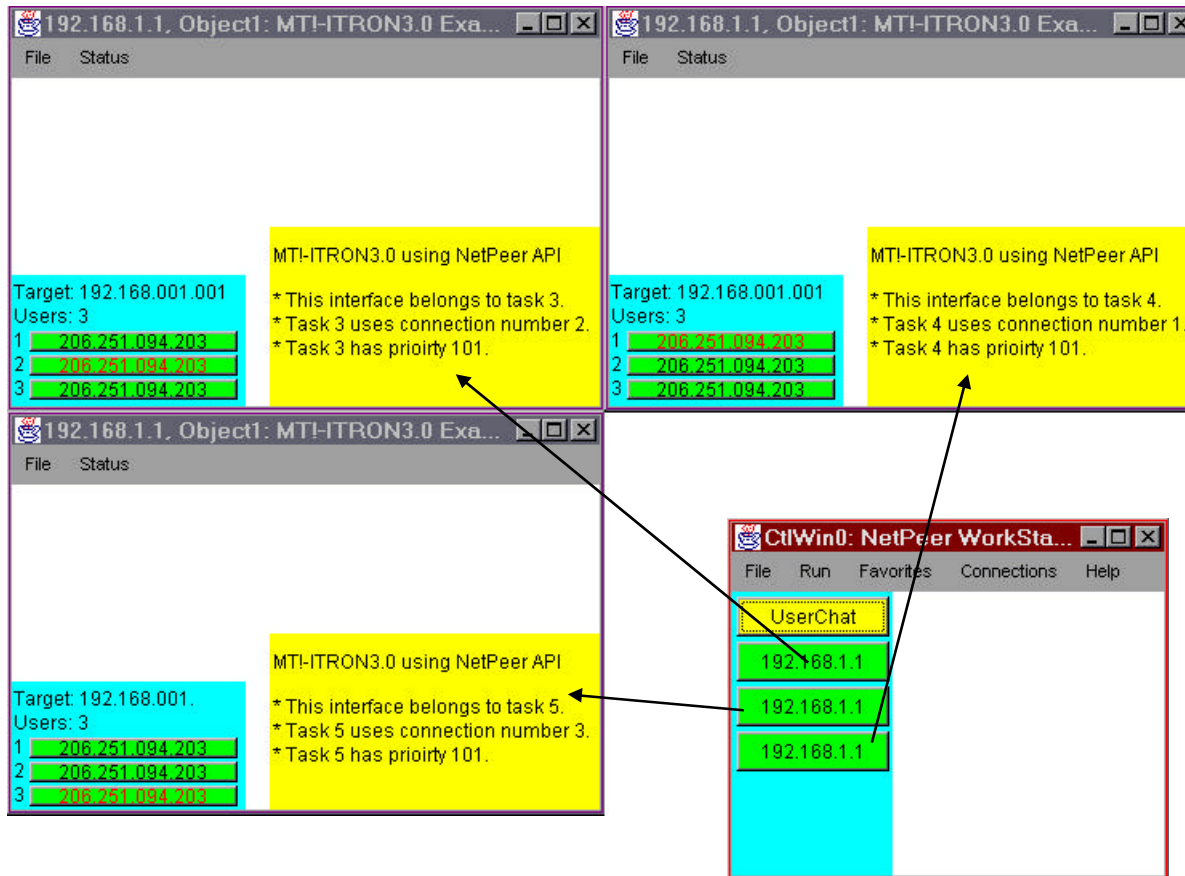 192.168.1.1, Object1: MT!-ITRON3.0 Exa...
File Status
MT!-ITRON3.0 using NetPeer API
* This interface belongs to task 3.
* Task 3 uses connection number 2.
* Task 3 has prioirty 101.
Target: 192.168.001.001
Users: 3
1 206.251.094.203
2 206.251.094.203
3 206.251.094.203
192.168.1.1, Object1: MT!-ITRON3.0 Exa...
File Status
MT!-ITRON3.0 using NetPeer API
* This interface belongs to task 4.
* Task 4 uses connection number 1.
* Task 4 has prioirty 101.
Target: 192.168.001.001
Users: 3
1 206.251.094.203
2 206.251.094.203
3 206.251.094.203
192.168.1.1, Object1: MT!-ITRON3.0 Exa...
File Status
MT!-ITRON3.0 using NetPeer API
* This interface belongs to task 5.
* Task 5 uses connection number 3.
* Task 5 has prioirty 101.
Target: 192.168.001.
Users: 3
1 206.251.094.203
2 206.251.094.203
3 206.251.094.203
CtlWin0: NetPeer WorkSta...
File Run Favorites Connections Help
UserChat
192.168.1.1
192.168.1.1
192.168.1.1